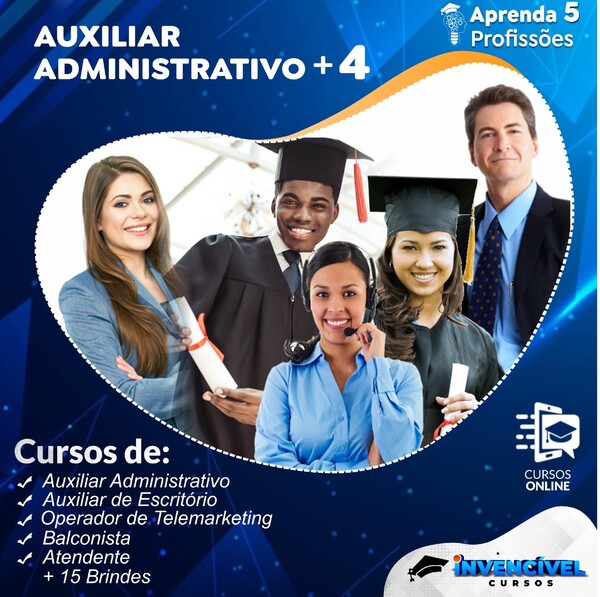 AUXILIAR
ADMINISTRATIVO + 4
Aprenda 5
Profissões
Cursos de:
Auxiliar Administrativo
Auxiliar de Escritório
Operador de Telemarketing
Balconista
Atendente
+ 15 Brindes
CURSOS
ONLINE
INVENCÍVEL
CURSOS